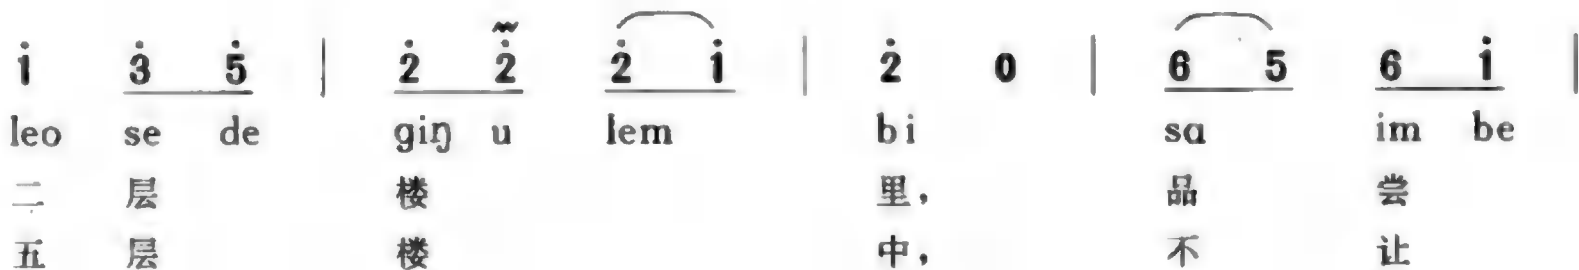 i̇ 3̇ 5̇ | 2̇ 2̇ 2̇ i̇ | 2̇ 0 | 6 5 6 i̇ |
leo se de giŋ u lem bi sɑ im be
二 层 楼 里， 品 尝
五 层 楼 中， 不 让